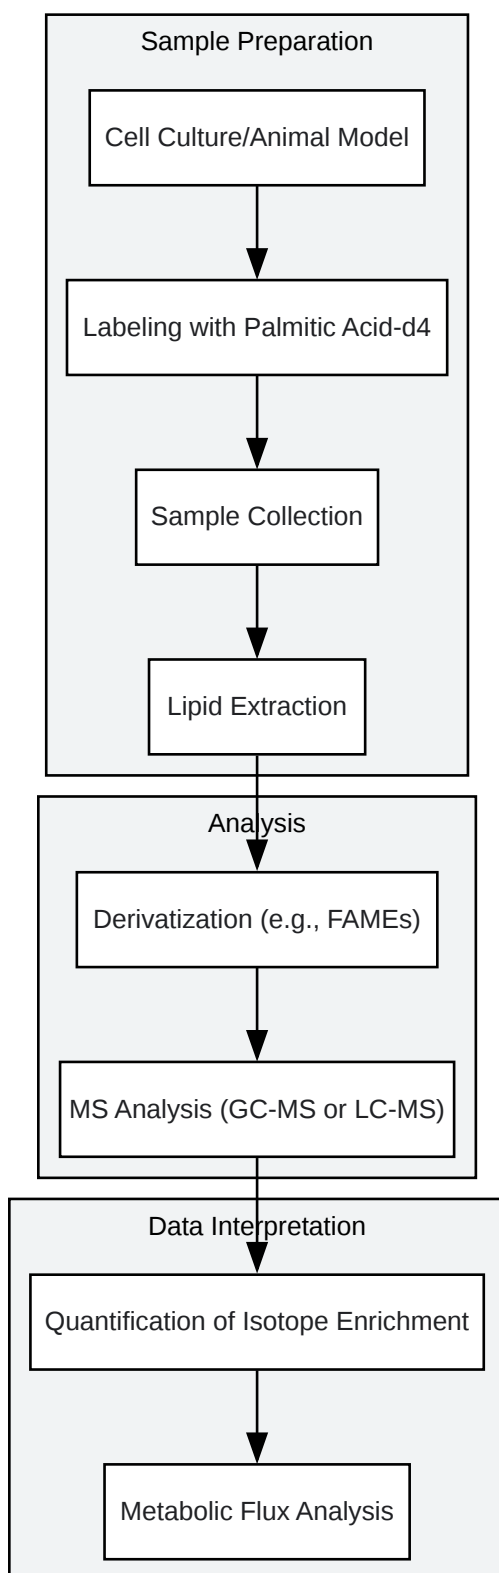 Sample Preparation
Cell Culture/Animal Model
Labeling with Palmitic Acid-d4
Sample Collection
Lipid Extraction
Analysis
Derivatization (e.g., FAMEs)
MS Analysis (GC-MS or LC-MS)
Data Interpretation
Quantification of Isotope Enrichment
Metabolic Flux Analysis